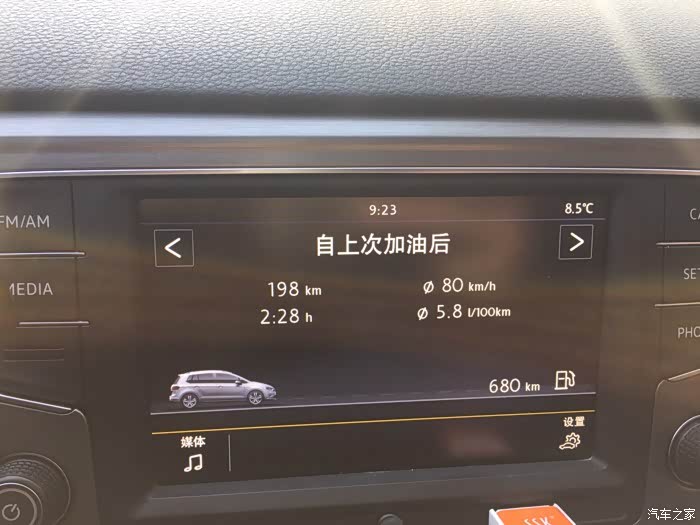 9:23
8.5℃
FM/AM
<
自上次加油后
>
MEDIA
198 km
ø 80 km/h
2:28 h
ø 5.8 l/100km
680 km
媒体
设置
汽车之家